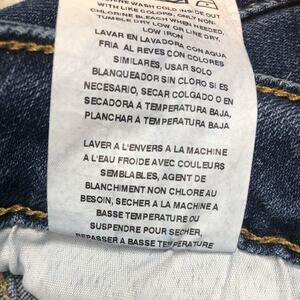 WASH COLD, INSIDE OUT
WITH LIKE COLORS, ONLY NON.
CHLORINE BLEACH WHEN NEEDED,
TUMBLE DRY LOW OR LINE DRY.
LOW IRON
LAVAR EN LAVADORA CON AGUA
FRIA AL REVES CON COLORES
SIMILARES, USAR SOLO
BLANQUEADOR SIN CLORO SI ES
NECESARIO, SECAR COLGADO O EN
SECADORA A TEMPERATURA BAJA,
PLANCHAR A TEMPERATURA BAJA.
LAVER A L'ENVERS A LA MACHINE
A L'EAU FROIDE AVEC COULEURS
SEMBLABLES, AGENT DE
BLANCHIMENT NON CHLORE AU
BESOIN, SECHER A LA MACHINE A
BASSE TEMPERATURE OU
SUSPENDRE POUR SECHER,
REPASSER A BASSE TEMPERATURE